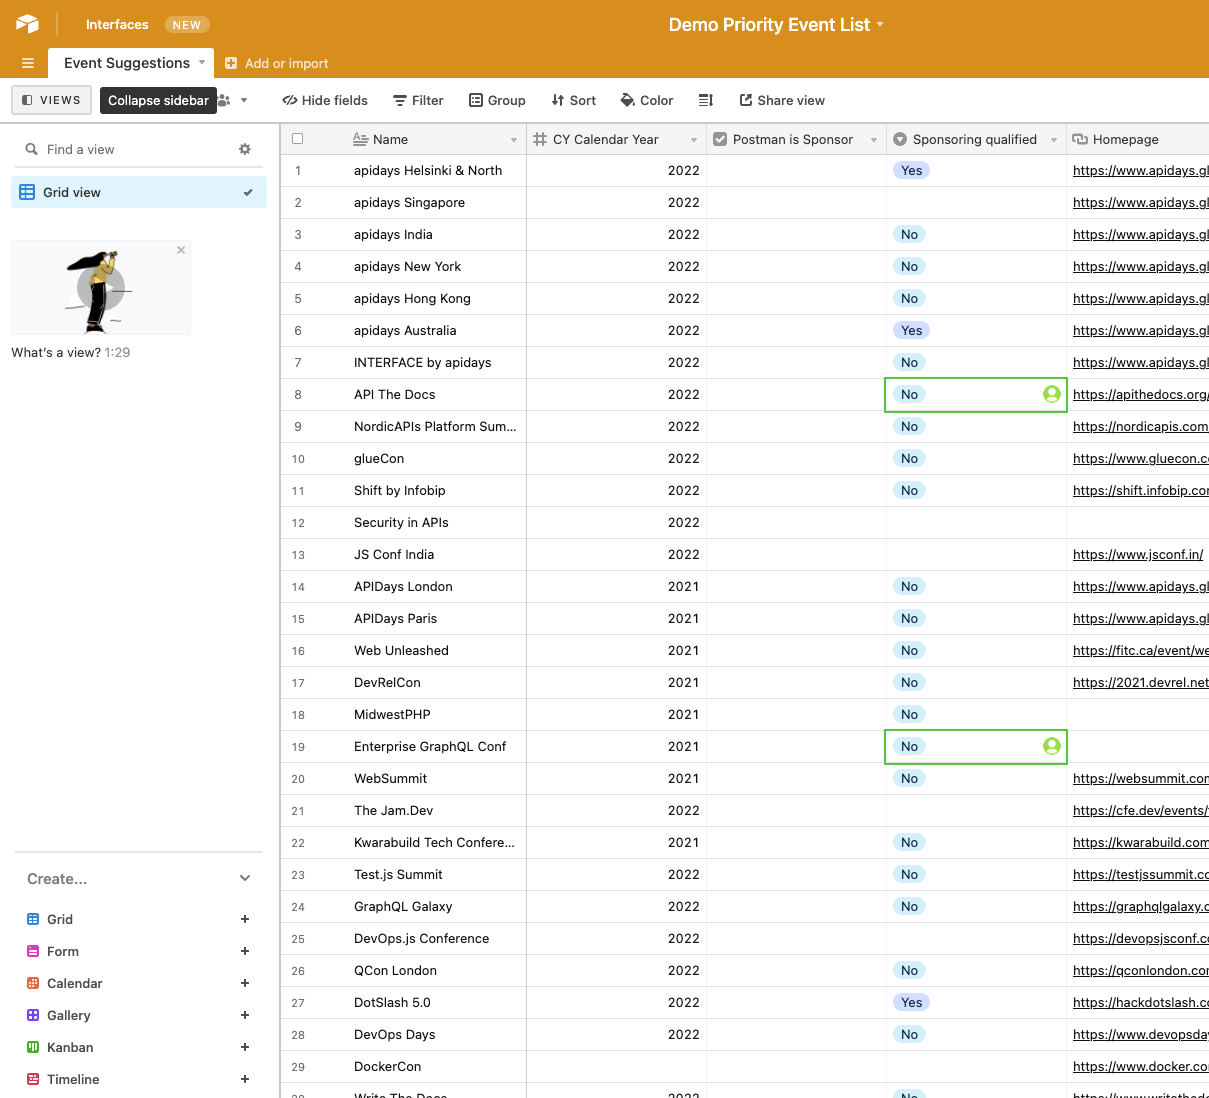 Interfaces NEW Demo Priority Event List
Event Suggestions Add or import
VIEWS Collapse sidebar Hide fields Filter Group Sort Color Share view
Find a view
Grid view
What's a view? 1:29
Create...
Grid
Form
Calendar
Gallery
Kanban
Timeline
Name CY Calendar Year Postman is Sponsor Sponsoring qualified Homepage
1 apidays Helsinki & North 2022 Yes https://www.apidays.gl
2 apidays Singapore 2022 https://www.apidays.gl
3 apidays India 2022 No https://www.apidays.gl
4 apidays New York 2022 No https://www.apidays.gl
5 apidays Hong Kong 2022 No https://www.apidays.gl
6 apidays Australia 2022 Yes https://www.apidays.gl
7 INTERFACE by apidays 2022 No https://www.apidays.gl
8 API The Docs 2022 No https://apithedocs.org/
9 NordicAPIs Platform Sum... 2022 No https://nordicapis.com
10 glueCon 2022 No https://www.gluecon.co
11 Shift by Infobip 2022 No https://shift.infobip.com
12 Security in APIs 2022
13 JS Conf India 2022 https://www.jsconf.in/
14 APIDays London 2021 No https://www.apidays.gl
15 APIDays Paris 2021 No https://www.apidays.gl
16 Web Unleashed 2021 No https://fitc.ca/event/we
17 DevRelCon 2021 No https://2021.devrel.net
18 MidwestPHP 2021 No
19 Enterprise GraphQL Conf 2021 No
20 WebSummit 2021 No https://websummit.com
21 The Jam.Dev 2022 https://cfe.dev/events/
22 Kwarabuild Tech Confere... 2021 No https://kwarabuild.com
23 Test.js Summit 2022 No https://testjssummit.co
24 GraphQL Galaxy 2022 No https://graphqlgalaxy.c
25 DevOps.js Conference 2022 https://devopsjsconf.co
26 QCon London 2022 No https://qconlondon.com
27 DotSlash 5.0 2022 Yes https://hackdotslash.c
28 DevOps Days 2022 No https://www.devopsday
29 DockerCon https://www.docker.co
30 Write The Docs 2022 No https://www.writethedo